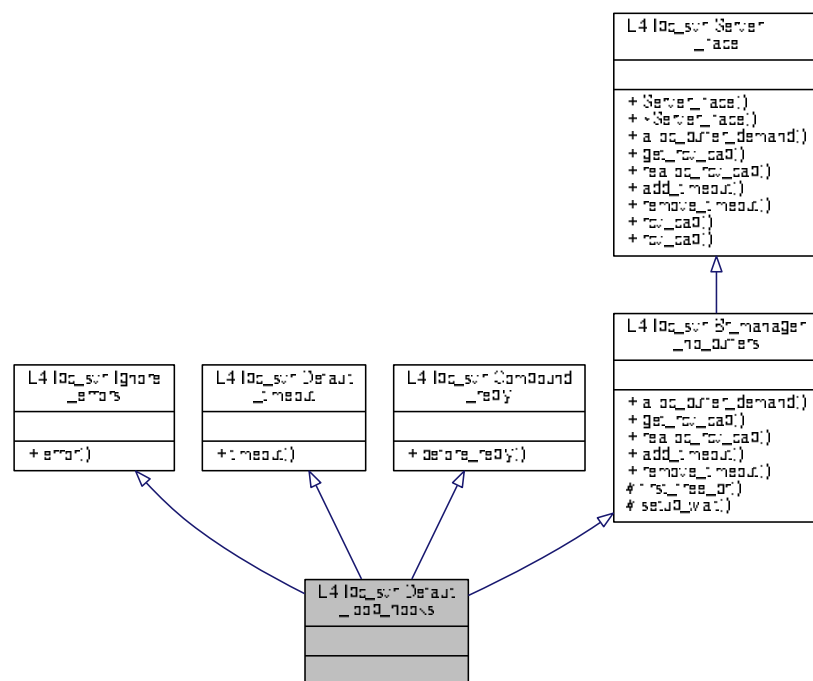 L4::Ipc_svr::Server
_iface
+ Server_iface()
+ ~Server_iface()
+ alloc_buffer_demand()
+ get_rcv_cap()
+ realloc_rcv_cap()
+ add_timeout()
+ remove_timeout()
+ rcv_cap()
+ rcv_cap()
L4::Ipc_svr::Ignore
_errors
+ error()
L4::Ipc_svr::Default
_timeout
+ timeout()
L4::Ipc_svr::Compound
_reply
+ before_reply()
L4::Ipc_svr::Br_manager
_no_buffers
+ alloc_buffer_demand()
+ get_rcv_cap()
+ realloc_rcv_cap()
+ add_timeout()
+ remove_timeout()
# first_free_br()
# setup_wait()
L4::Ipc_svr::Default
_loop_hooks